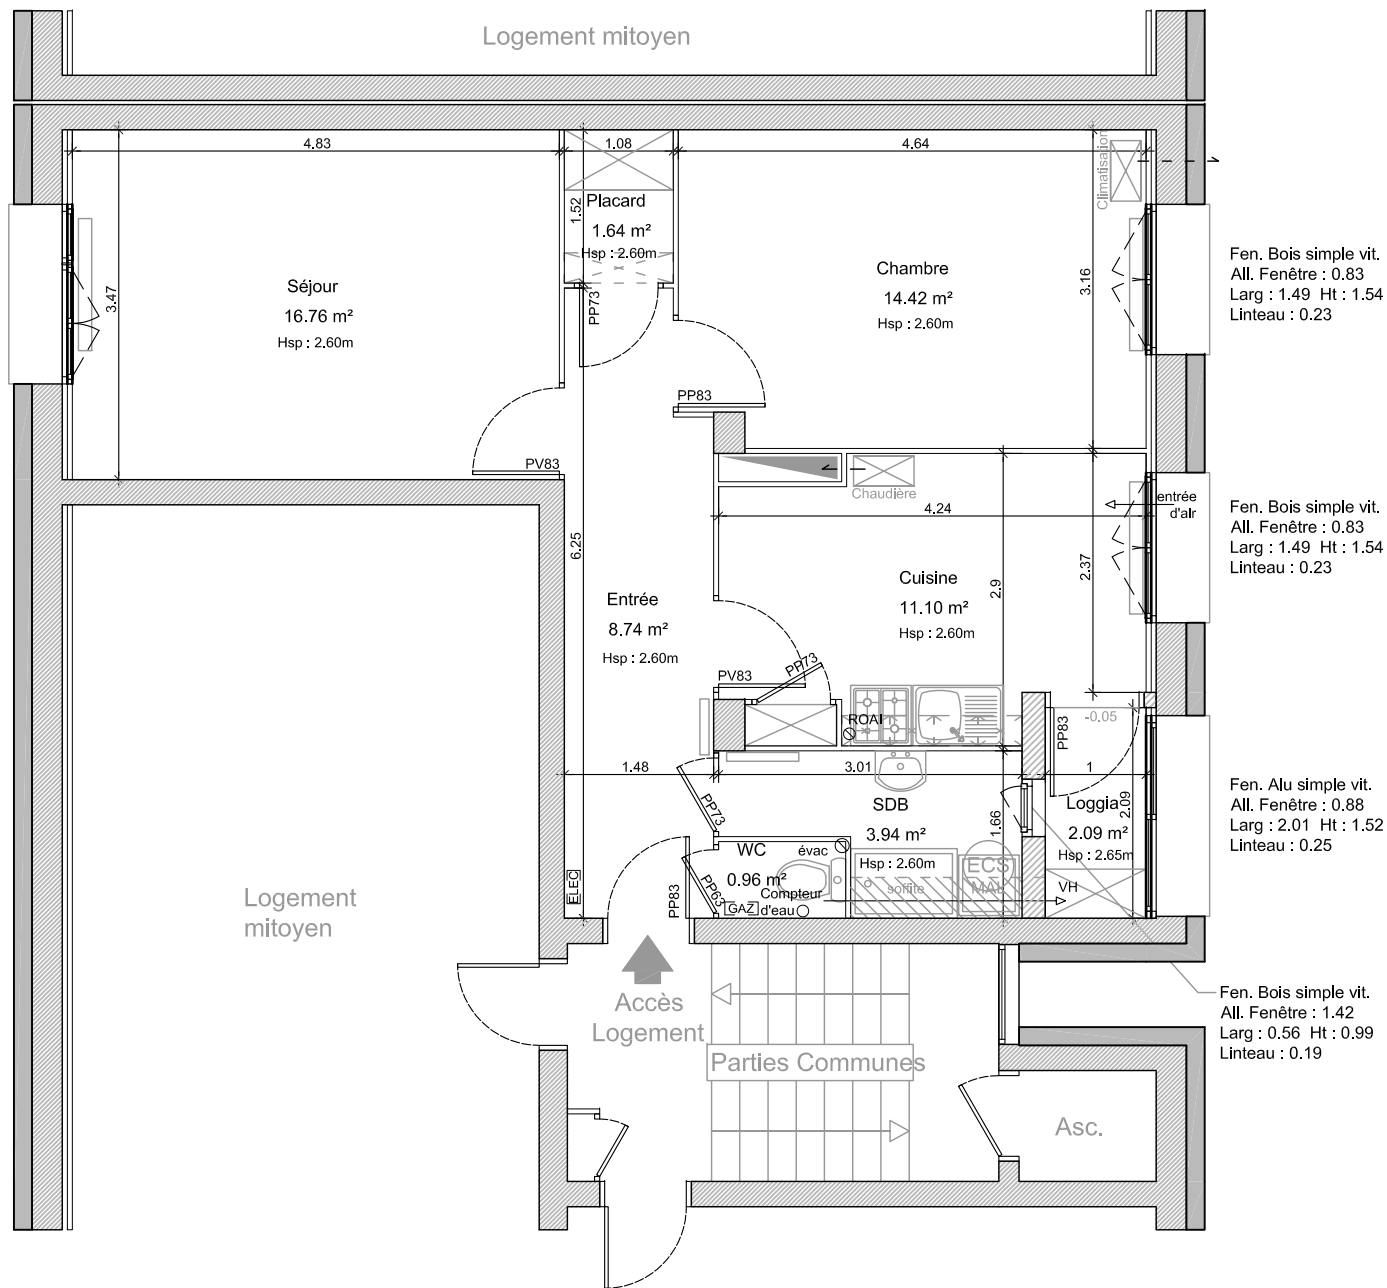 Logement mitoyen
4.83
1.08
4.64
Climatisation
1.52
Placard
1.64 m²
Hsp : 2.60m
3.47
Séjour
16.76 m²
Hsp : 2.60m
PP73
Chambre
14.42 m²
Hsp : 2.60m
3.16
Fen. Bois simple vit.
All. Fenêtre : 0.83
Larg : 1.49 Ht : 1.54
Linteau : 0.23
PP83
PV83
Chaudière
4.24
entrée
d'air
Fen. Bois simple vit.
All. Fenêtre : 0.83
Larg : 1.49 Ht : 1.54
Linteau : 0.23
6.25
2.9
2.37
Cuisine
11.10 m²
Hsp : 2.60m
Entrée
8.74 m²
Hsp : 2.60m
PV83
PP73
ROAI
-0.05
PP83
1.48
3.01
1
PP73
SDB
3.94 m²
Hsp : 2.60m
1.66
Loggia
2.09 m²
Hsp : 2.65m
2.09
Fen. Alu simple vit.
All. Fenêtre : 0.88
Larg : 2.01 Ht : 1.52
Linteau : 0.25
WC
0.96 m²
évac
Compteur
d'eau
GAZ
soffite
ECS
VH
ELEC
PP83
PP63
Logement
mitoyen
Accès
Logement
Parties Communes
Asc.
Fen. Bois simple vit.
All. Fenêtre : 1.42
Larg : 0.56 Ht : 0.99
Linteau : 0.19